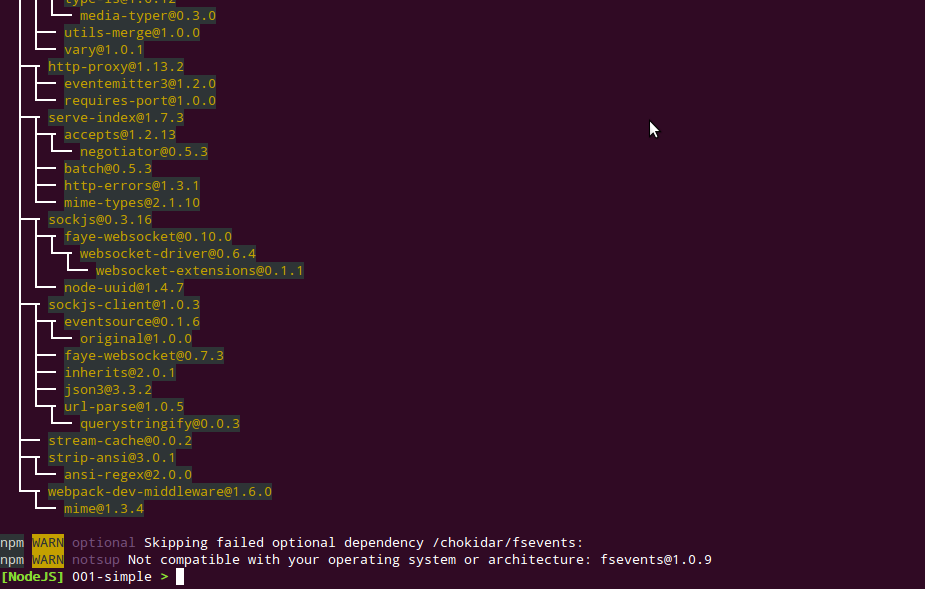 type-is@1.6.12
media-typer@0.3.0
utils-merge@1.0.0
vary@1.0.1
http-proxy@1.13.2
eventemitter3@1.2.0
requires-port@1.0.0
serve-index@1.7.3
accepts@1.2.13
negotiator@0.5.3
batch@0.5.3
http-errors@1.3.1
mime-types@2.1.10
sockjs@0.3.16
faye-websocket@0.10.0
websocket-driver@0.6.4
websocket-extensions@0.1.1
node-uuid@1.4.7
sockjs-client@1.0.3
eventsource@0.1.6
original@1.0.0
faye-websocket@0.7.3
inherits@2.0.1
json3@3.3.2
url-parse@1.0.5
querystringify@0.0.3
stream-cache@0.0.2
strip-ansi@3.0.1
ansi-regex@2.0.0
webpack-dev-middleware@1.6.0
mime@1.3.4
npm WARN optional Skipping failed optional dependency /chokidar/fsevents:
npm WARN notsup Not compatible with your operating system or architecture: fsevents@1.0.9
[NodeJS] 001-simple >